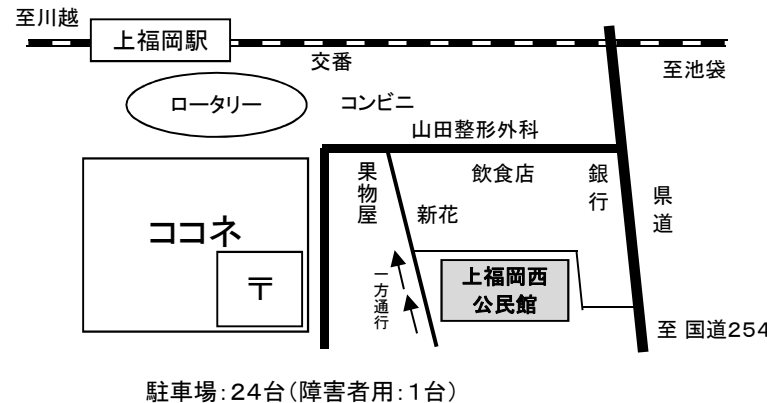 至川越
上福岡駅
交番
至池袋
ロータリー
コンビニ
山田整形外科
果物屋
飲食店
銀行
県道
新花
ココネ
〒
一方通行
上福岡西
公民館
至 国道254
駐車場:24台(障害者用:1台)